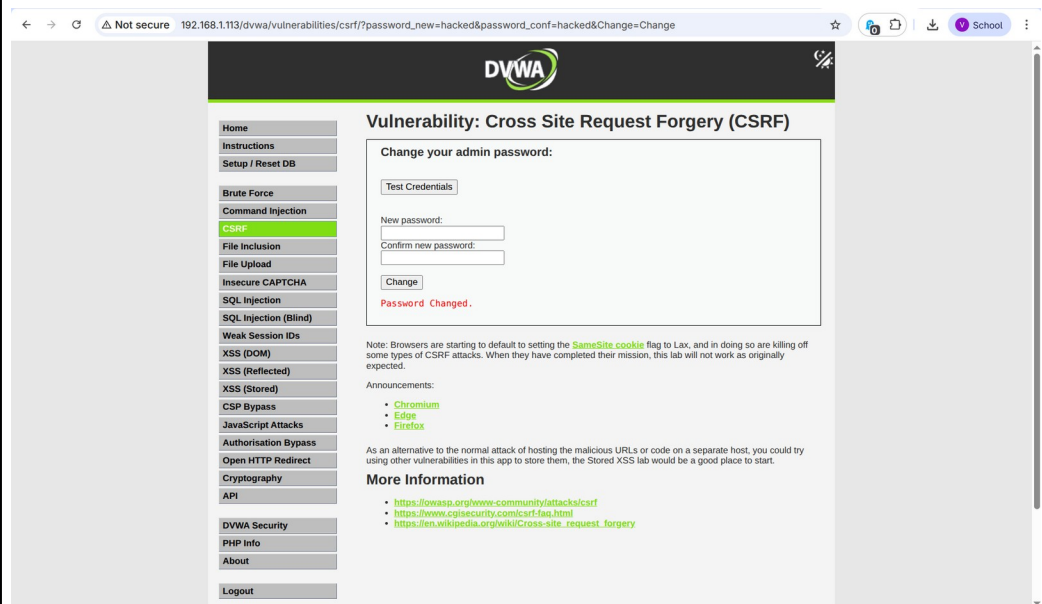 Not secure 192.168.1.113/dvwa/vulnerabilities/csrf/?password_new=hacked&password_conf=hacked&Change=Change
0
V School
DVWA
Home
Instructions
Setup / Reset DB
Brute Force
Command Injection
CSRF
File Inclusion
File Upload
Insecure CAPTCHA
SQL Injection
SQL Injection (Blind)
Weak Session IDs
XSS (DOM)
XSS (Reflected)
XSS (Stored)
CSP Bypass
JavaScript Attacks
Authorisation Bypass
Open HTTP Redirect
Cryptography
API
DVWA Security
PHP Info
About
Logout
Vulnerability: Cross Site Request Forgery (CSRF)
Change your admin password:
Test Credentials
New password:
Confirm new password:
Change
Password Changed.
Note: Browsers are starting to default to setting the SameSite cookie flag to Lax, and in doing so are killing off
some types of CSRF attacks. When they have completed their mission, this lab will not work as originally
expected.
Announcements:
• Chromium
• Edge
• Firefox
As an alternative to the normal attack of hosting the malicious URLs or code on a separate host, you could try
using other vulnerabilities in this app to store them, the Stored XSS lab would be a good place to start.
More Information
• https://owasp.org/www-community/attacks/csrf
• https://www.cgisecurity.com/csrf-faq.html
• https://en.wikipedia.org/wiki/Cross-site_request_forgery